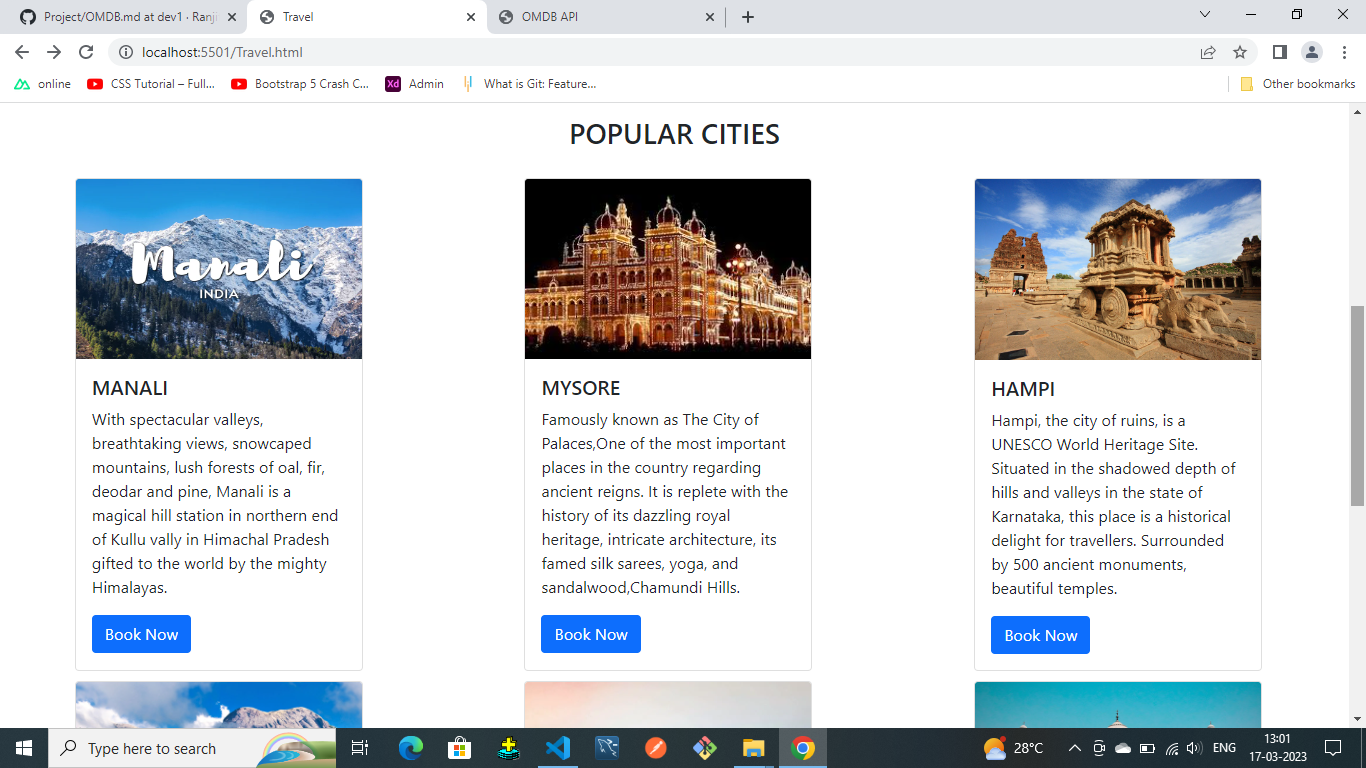 Project/OMDB.md at dev1 · Ranji
Travel
OMDB API
localhost:5501/Travel.html
online
CSS Tutorial – Full...
Bootstrap 5 Crash C...
Xd
Admin
What is Git: Feature...
Other bookmarks
POPULAR CITIES
Manali
INDIA
MANALI
With spectacular valleys,
breathtaking views, snowcaped
mountains, lush forests of oal, fir,
deodar and pine, Manali is a
magical hill station in northern end
of Kullu vally in Himachal Pradesh
gifted to the world by the mighty
Himalayas.
Book Now
MYSORE
Famously known as The City of
Palaces,One of the most important
places in the country regarding
ancient reigns. It is replete with the
history of its dazzling royal
heritage, intricate architecture, its
famed silk sarees, yoga, and
sandalwood,Chamundi Hills.
Book Now
HAMPI
Hampi, the city of ruins, is a
UNESCO World Heritage Site.
Situated in the shadowed depth of
hills and valleys in the state of
Karnataka, this place is a historical
delight for travellers. Surrounded
by 500 ancient monuments,
beautiful temples.
Book Now
Type here to search
28°C
ENG
13:01
17-03-2023